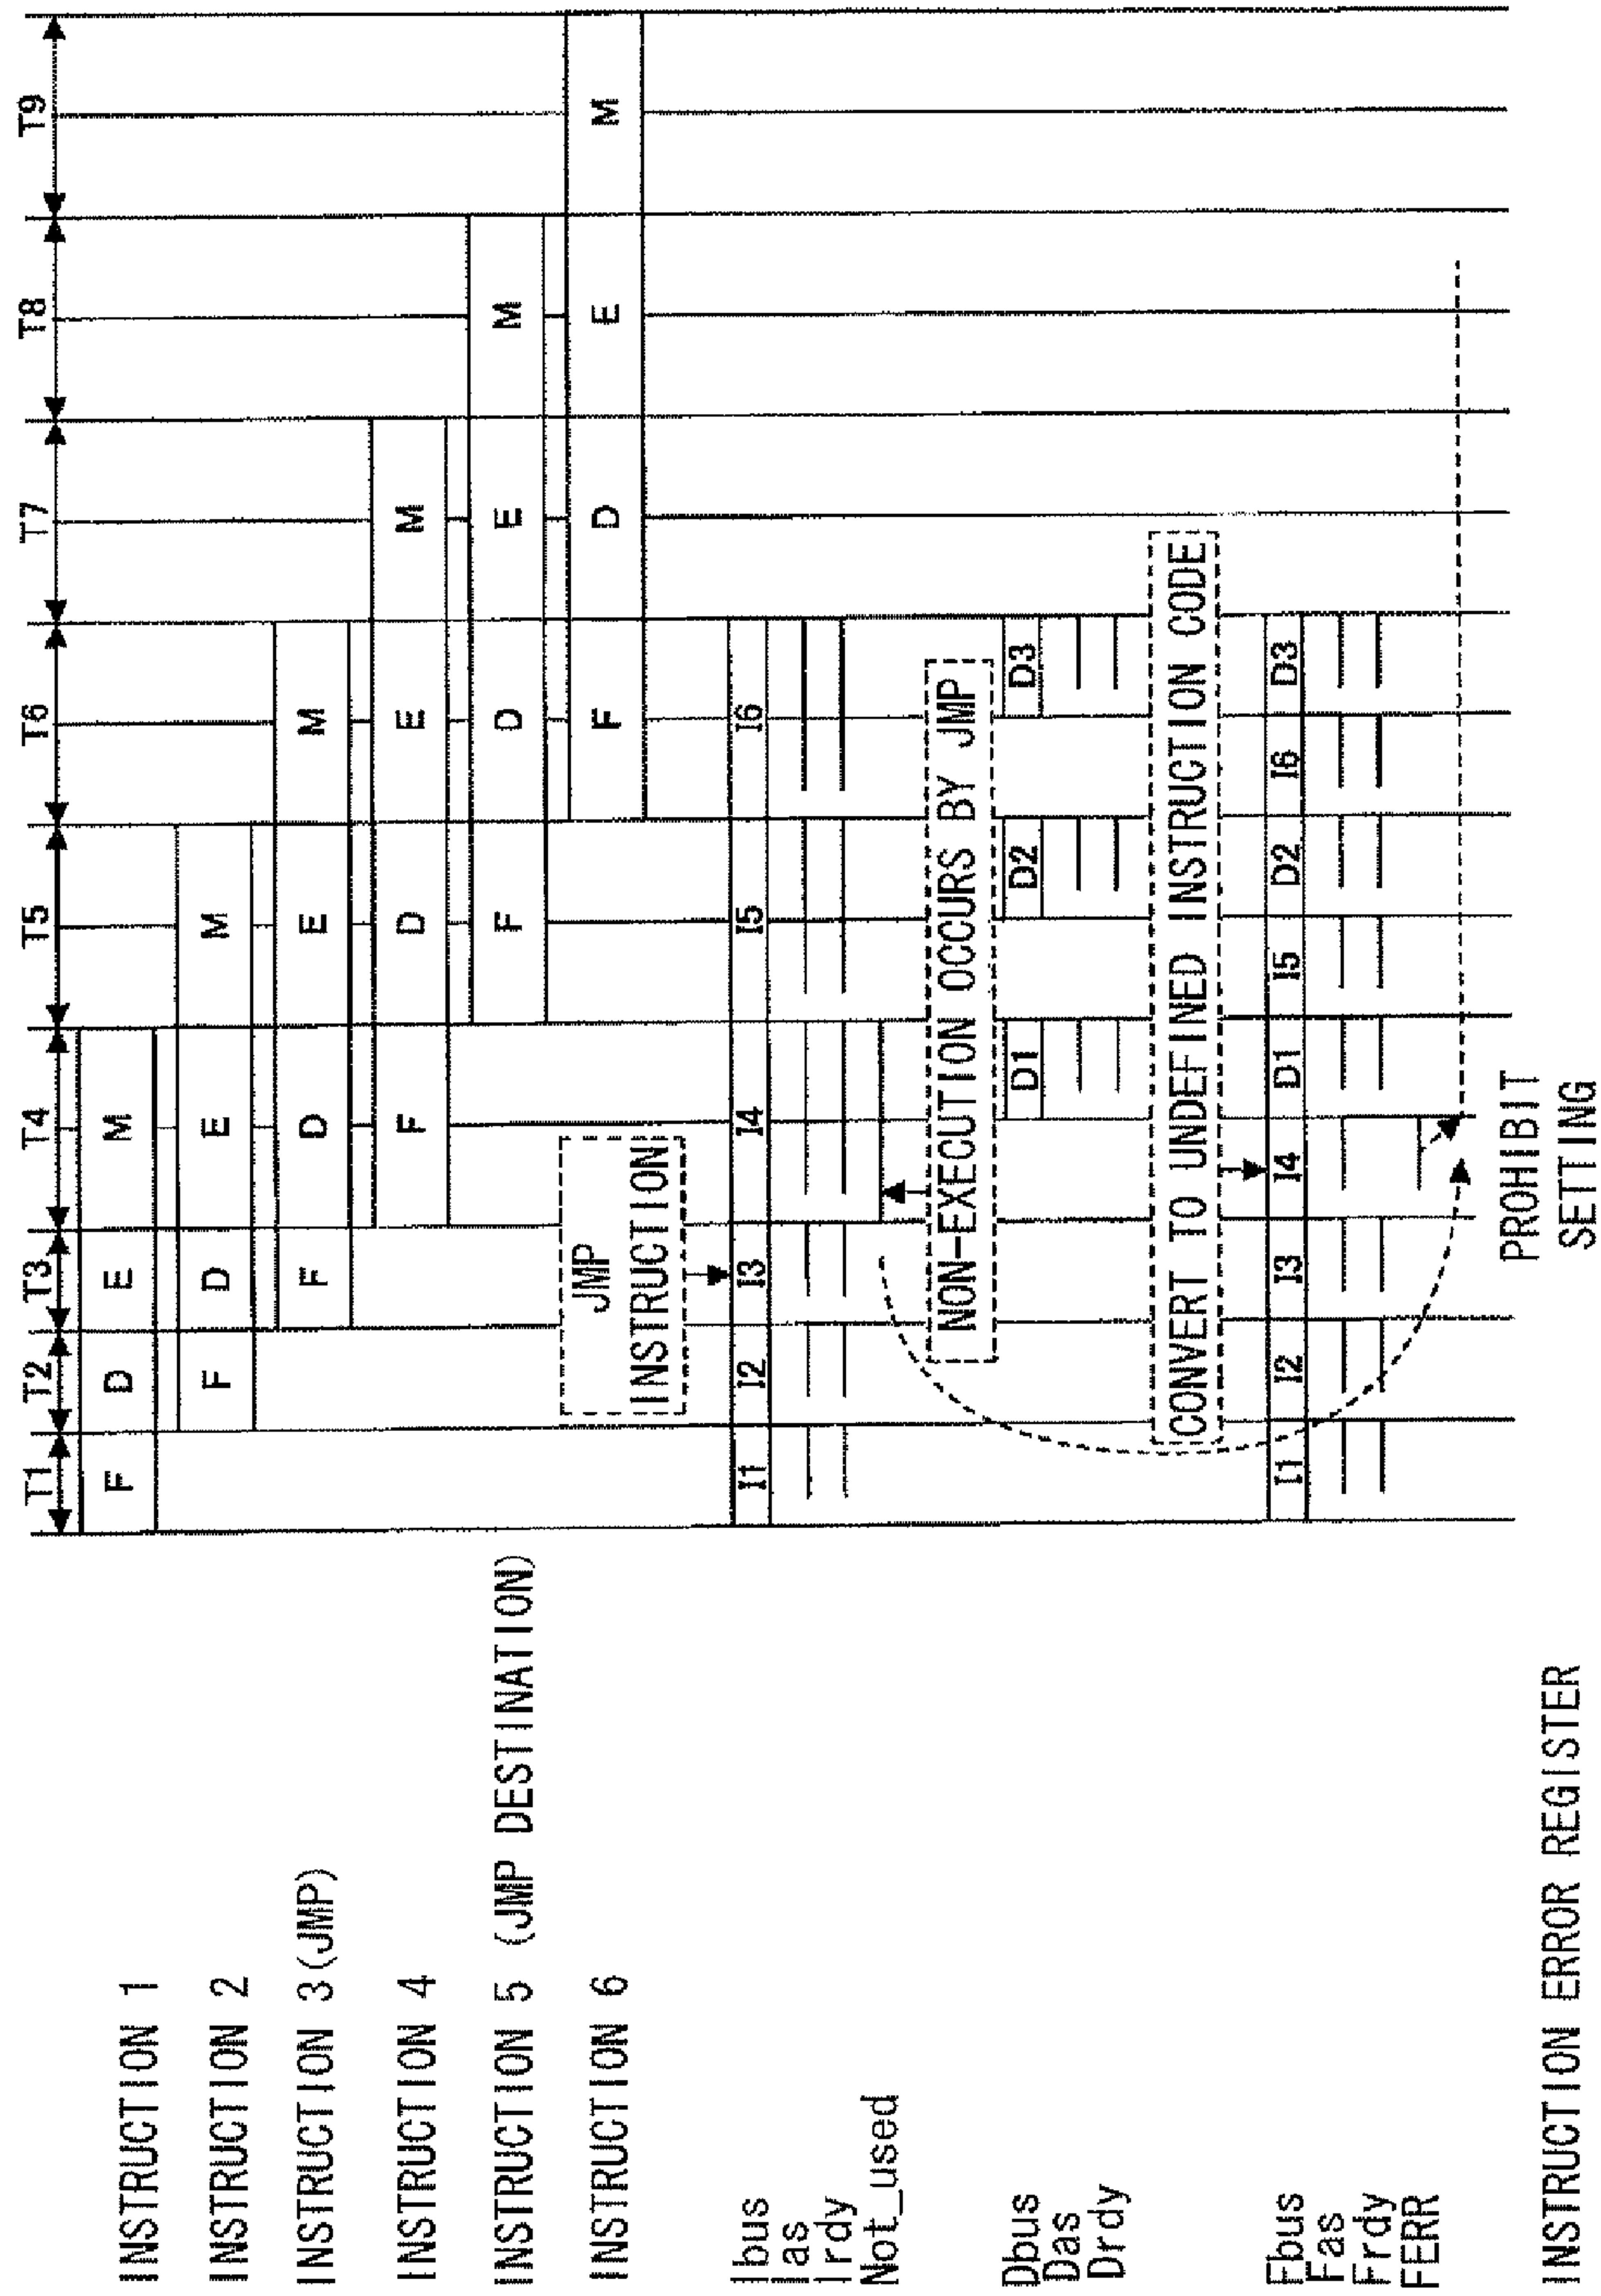 T1 T2 T3 T4 T5 T6 T7 T8 T9
INSTRUCTION 1 F D E M
INSTRUCTION 2 F D E M
INSTRUCTION 3(JMP) F D E M
INSTRUCTION 4 F D E M
INSTRUCTION 5 (JMP DESTINATION) F D E M
INSTRUCTION 6 F D E M
JMP
INSTRUCTION
Ibus I1 I2 I3 I4 I5 I6
Ias
Irdy
Not_used
NON-EXECUTION OCCURS BY JMP
Dbus D1 D2 D3
Das
Drdy
CONVERT TO UNDEFINED INSTRUCTION CODE
Fbus I1 I2 I3 I4 D1 I5 D2 I6 D3
Fas
Frdy
FERR
INSTRUCTION ERROR REGISTER
PROHIBIT
SETTING